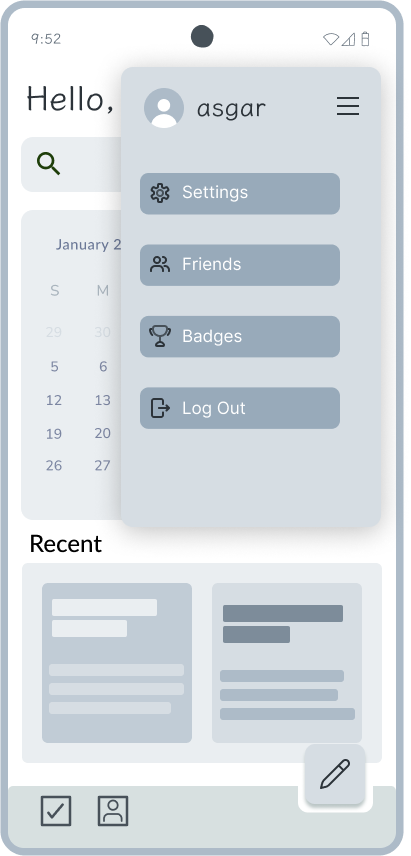 9:52
Hello,
asgar
Settings
Friends
Badges
Log Out
January 2
S M
29 30
5 6
12 13
19 20
26 27
Recent